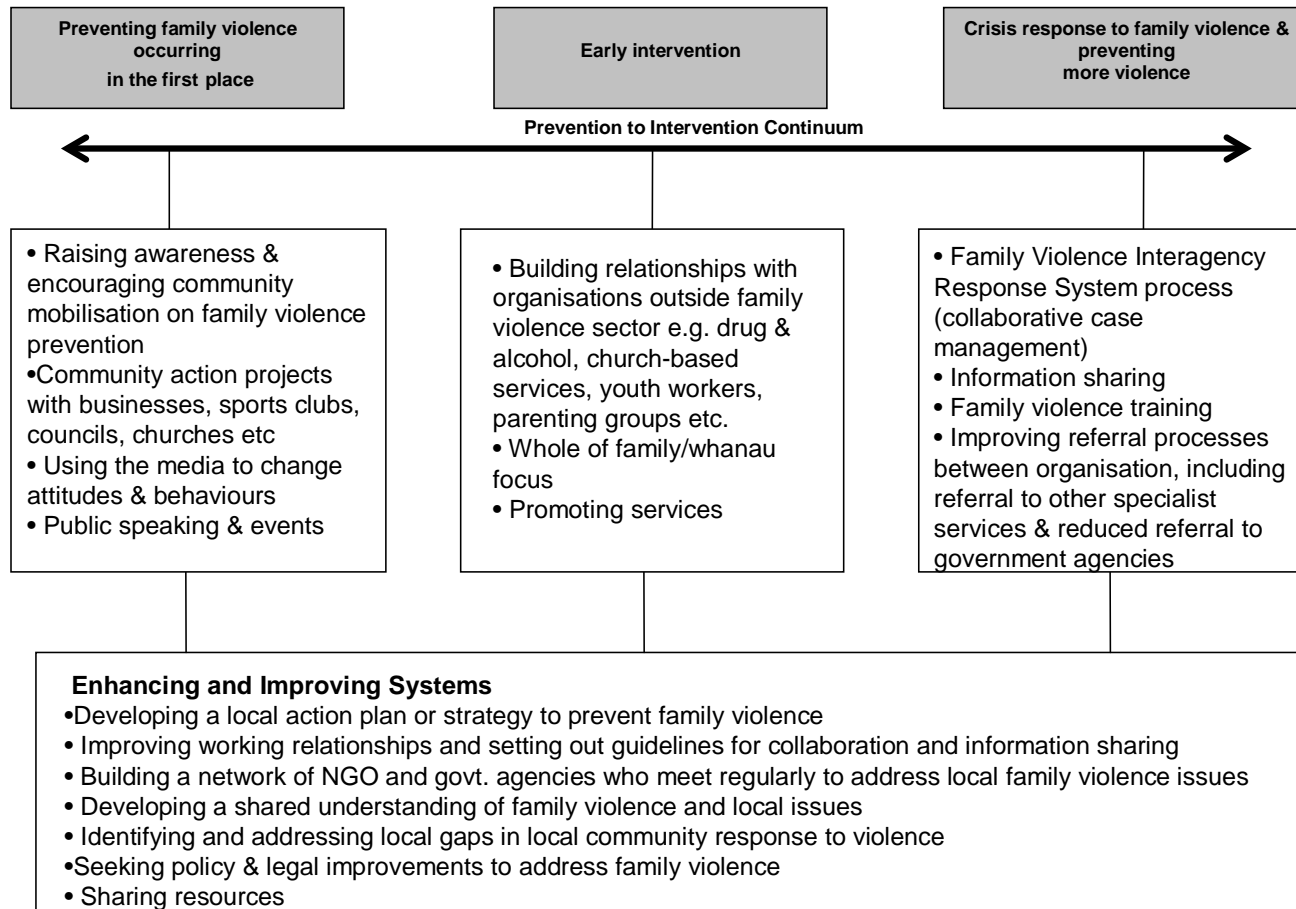 Preventing family violence
occurring
in the first place
Early intervention
Crisis response to family violence &
preventing
more violence
Prevention to Intervention Continuum
• Raising awareness &
encouraging community
mobilisation on family violence
prevention
•Community action projects
with businesses, sports clubs,
councils, churches etc
• Using the media to change
attitudes & behaviours
• Public speaking & events
• Building relationships with
organisations outside family
violence sector e.g. drug &
alcohol, church-based
services, youth workers,
parenting groups etc.
• Whole of family/whanau
focus
• Promoting services
• Family Violence Interagency
Response System process
(collaborative case
management)
• Information sharing
• Family violence training
• Improving referral processes
between organisation, including
referral to other specialist
services & reduced referral to
government agencies
Enhancing and Improving Systems
•Developing a local action plan or strategy to prevent family violence
• Improving working relationships and setting out guidelines for collaboration and information sharing
• Building a network of NGO and govt. agencies who meet regularly to address local family violence issues
• Developing a shared understanding of family violence and local issues
• Identifying and addressing local gaps in local community response to violence
•Seeking policy & legal improvements to address family violence
• Sharing resources